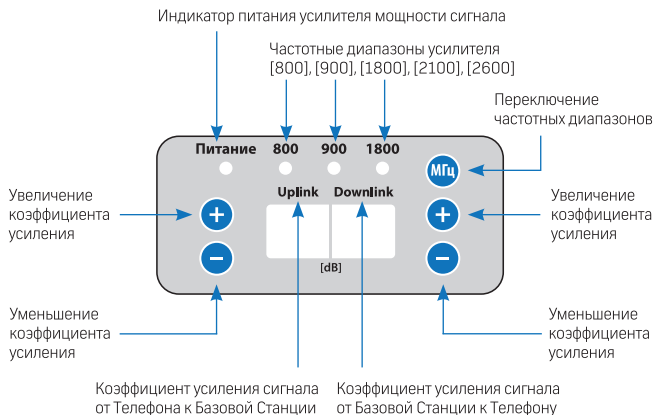 Индикатор питания усилителя мощности сигнала
Частотные диапазоны усилителя
[800], [900], [1800], [2100], [2600]
Переключение
частотных диапазонов
Питание 800 900 1800
МГц
Uplink Downlink
Увеличение
коэффициента
усиления
+
+
Увеличение
коэффициента
усиления
−
−
[dB]
Уменьшение
коэффициента
усиления
Уменьшение
коэффициента
усиления
Коэффициент усиления сигнала
от Телефона к Базовой Станции
Коэффициент усиления сигнала
от Базовой Станции к Телефону